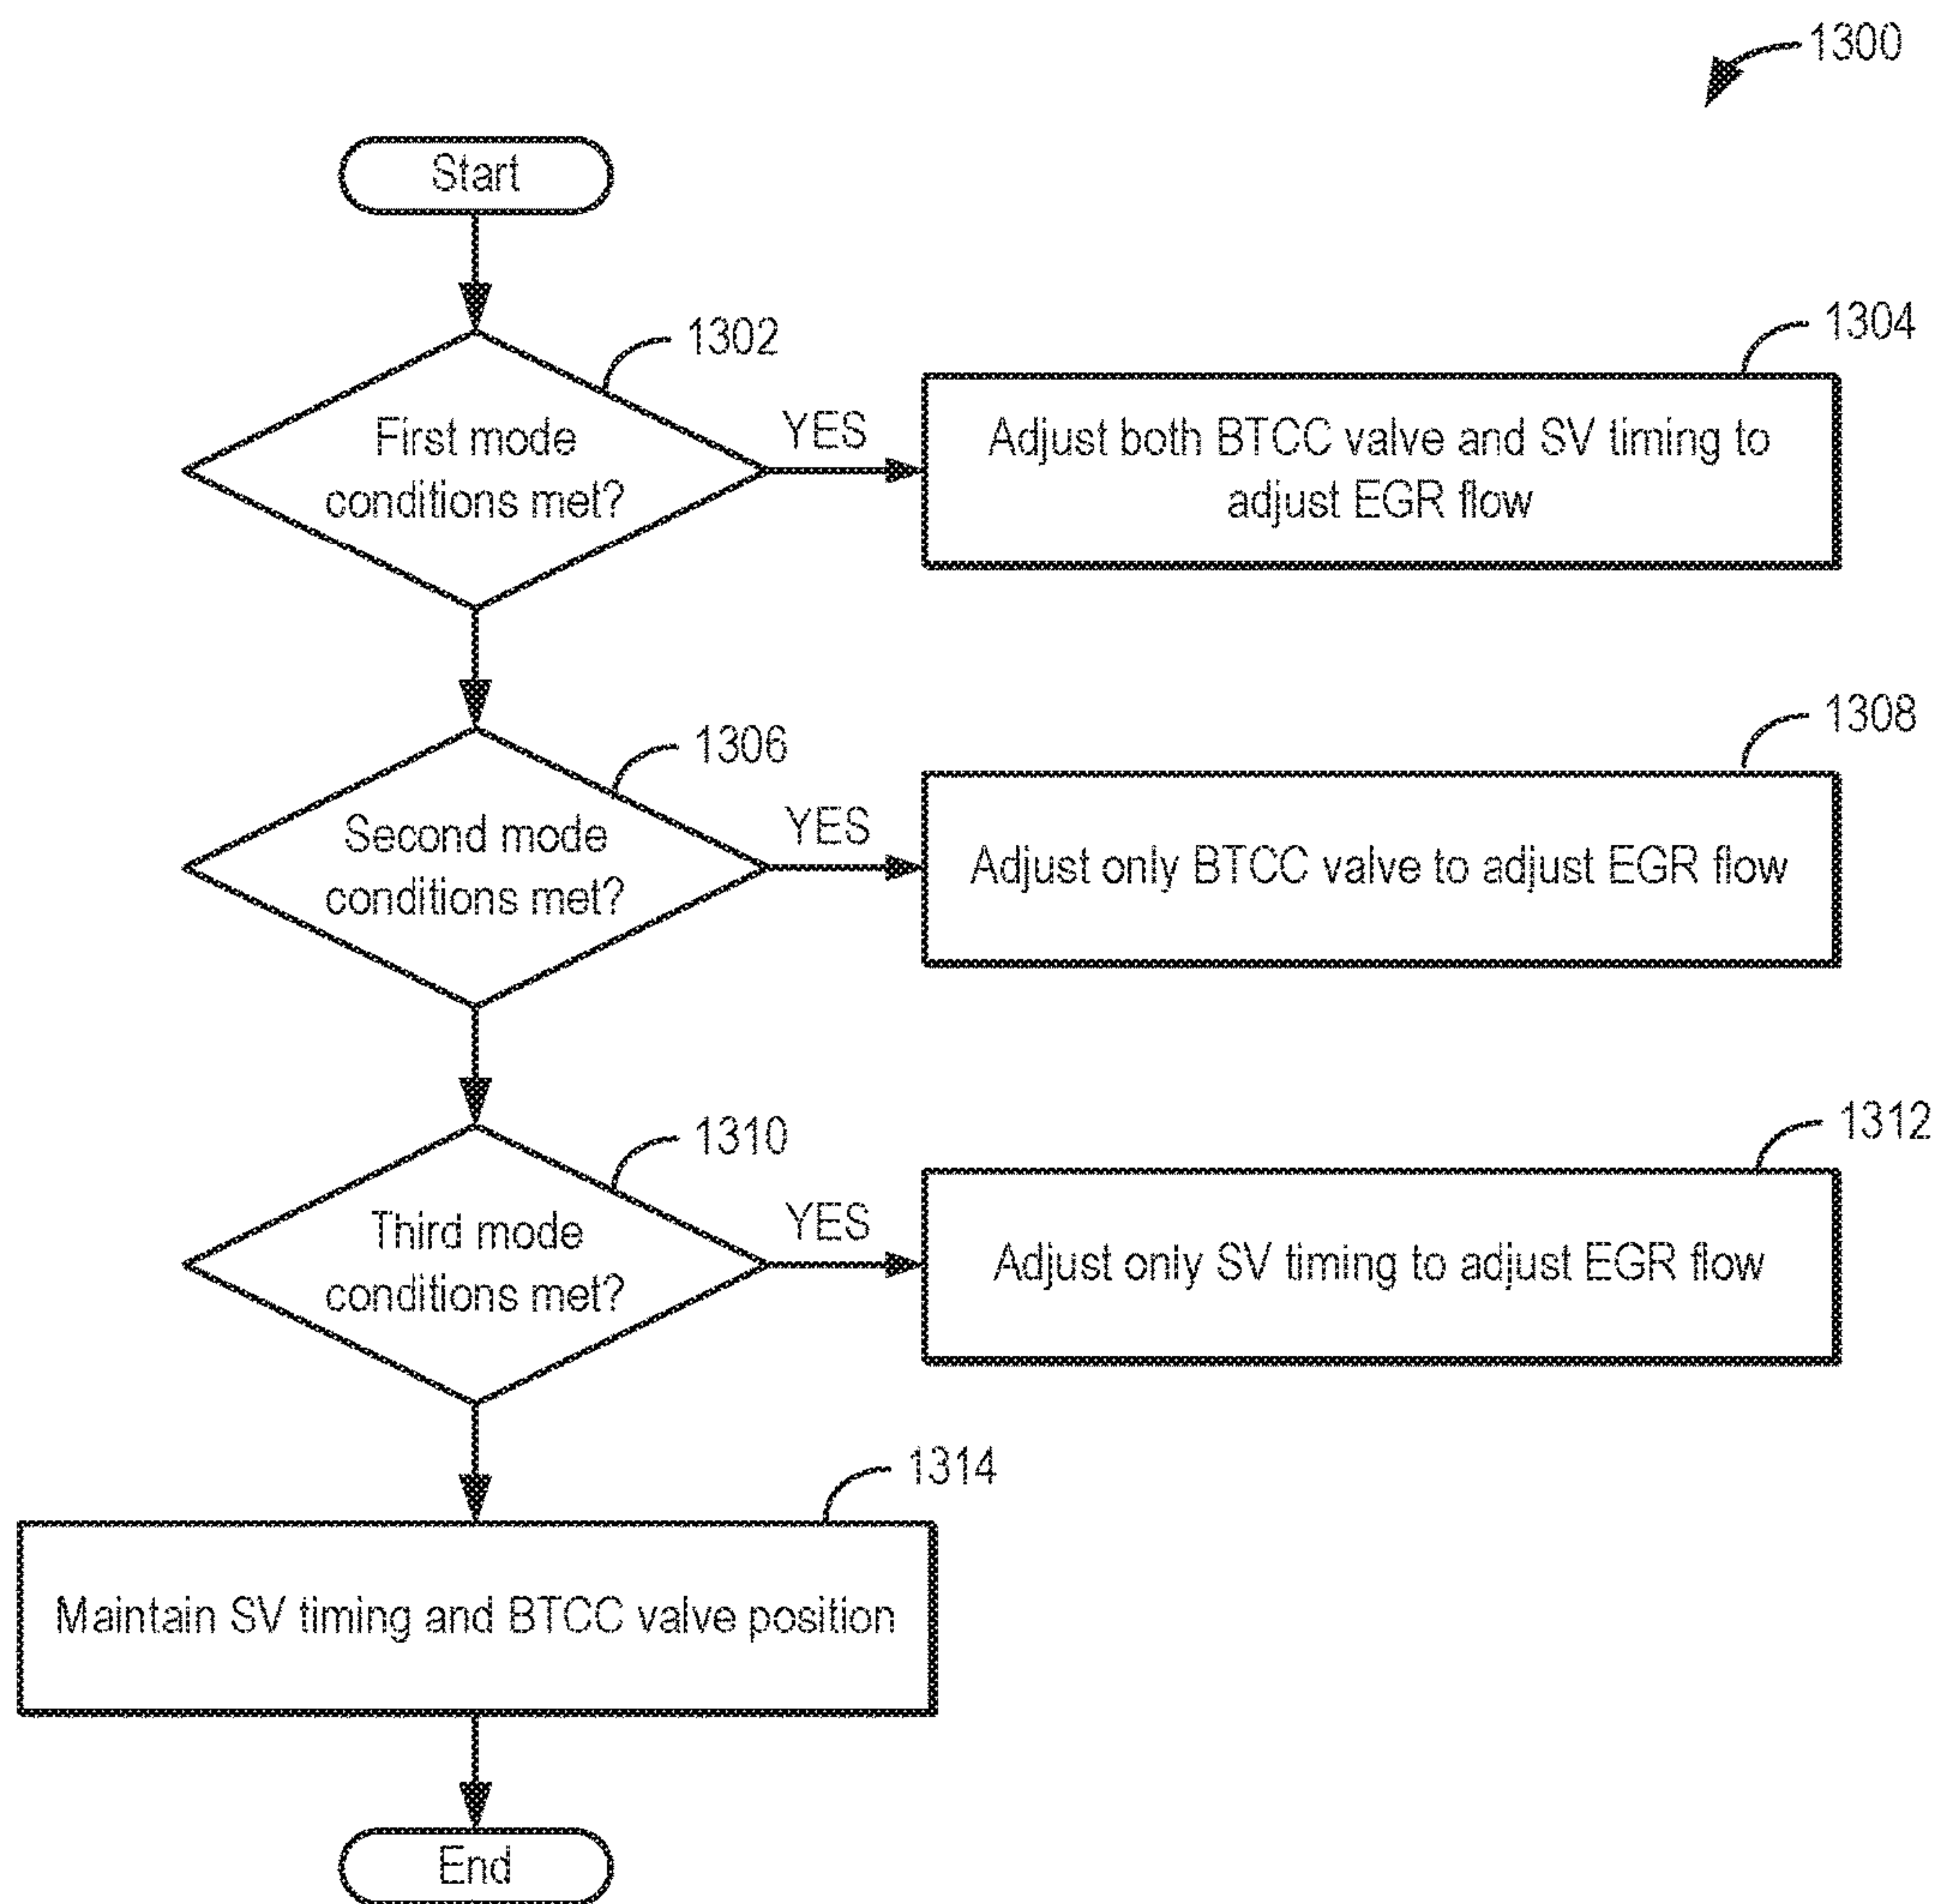 1300
Start
1302
First mode
conditions met?
YES
1304
Adjust both BTCC valve and SV timing to
adjust EGR flow
1306
Second mode
conditions met?
YES
1308
Adjust only BTCC valve to adjust EGR flow
1310
Third mode
conditions met?
YES
1312
Adjust only SV timing to adjust EGR flow
1314
Maintain SV timing and BTCC valve position
End